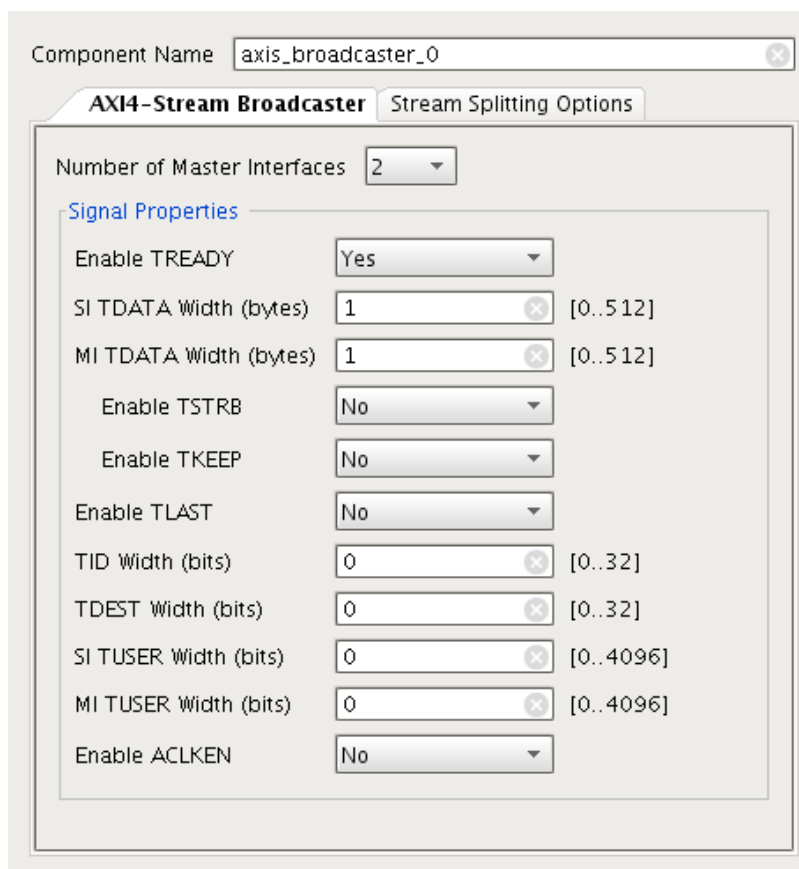 Component Name axis_broadcaster_0
AXI4-Stream Broadcaster Stream Splitting Options
Number of Master Interfaces 2
Signal Properties
Enable TREADY Yes
SI TDATA Width (bytes) 1 [0..512]
MI TDATA Width (bytes) 1 [0..512]
Enable TSTRB No
Enable TKEEP No
Enable TLAST No
TID Width (bits) 0 [0..32]
TDEST Width (bits) 0 [0..32]
SI TUSER Width (bits) 0 [0..4096]
MI TUSER Width (bits) 0 [0..4096]
Enable ACLKEN No